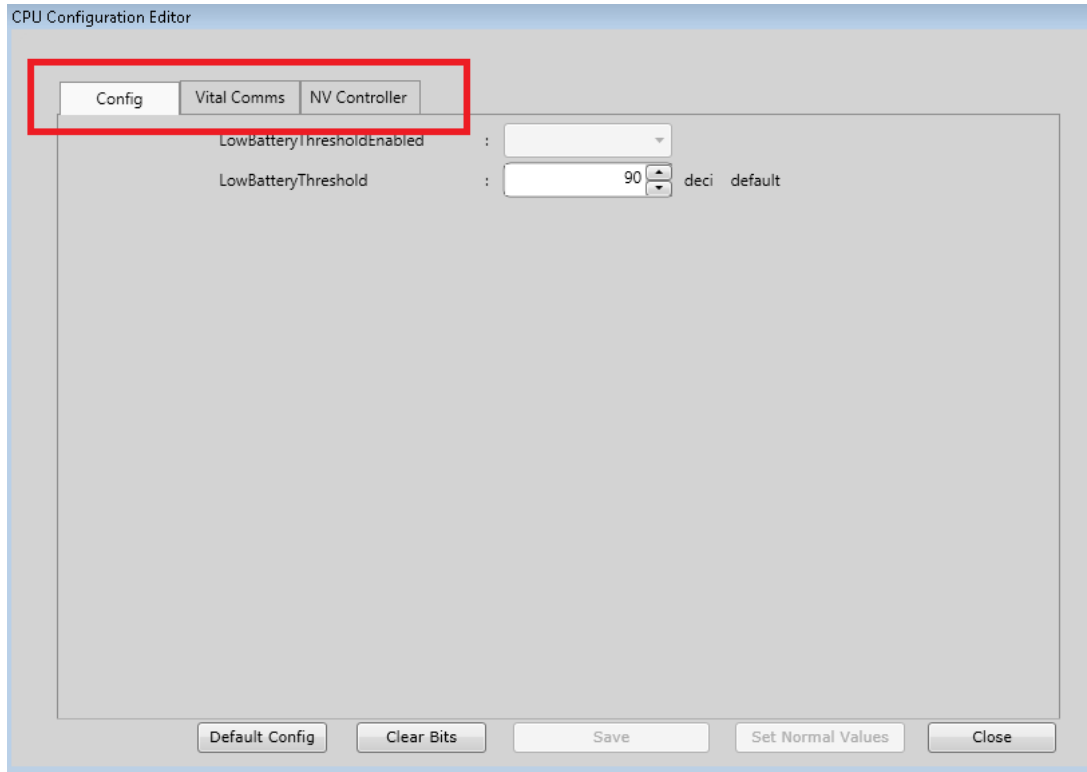 CPU Configuration Editor
Config Vital Comms NV Controller
LowBatteryThresholdEnabled :
LowBatteryThreshold : 90 deci default
Default Config Clear Bits Save Set Normal Values Close